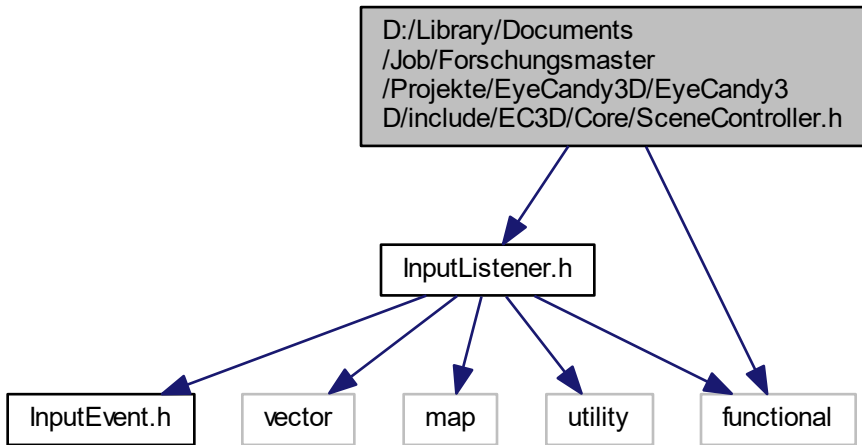 D:/Library/Documents
/Job/Forschungsmaster
/Projekte/EyeCandy3D/EyeCandy3
D/include/EC3D/Core/SceneController.h
InputListener.h
InputEvent.h
vector
map
utility
functional